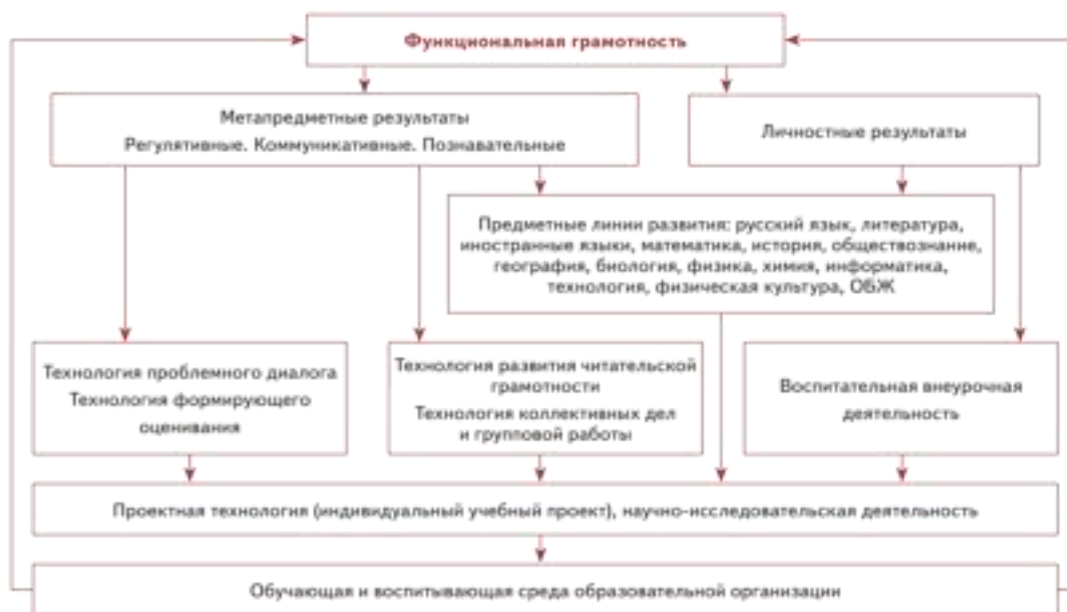 Функциональная грамотность
Метапредметные результаты
Регулятивные. Коммуникативные. Познавательные
Личностные результаты
Предметные линии развития: русский язык, литература,
иностранные языки, математика, история, обществознание,
география, биология, физика, химия, информатика,
технология, физическая культура, ОБЖ
Технология проблемного диалога
Технология формирующего
оценивания
Технология развития читательской
грамотности
Технология коллективных дел
и групповой работы
Воспитательная внеурочная
деятельность
Проектная технология (индивидуальный учебный проект), научно-исследовательская деятельность
Обучающая и воспитывающая среда образовательной организации